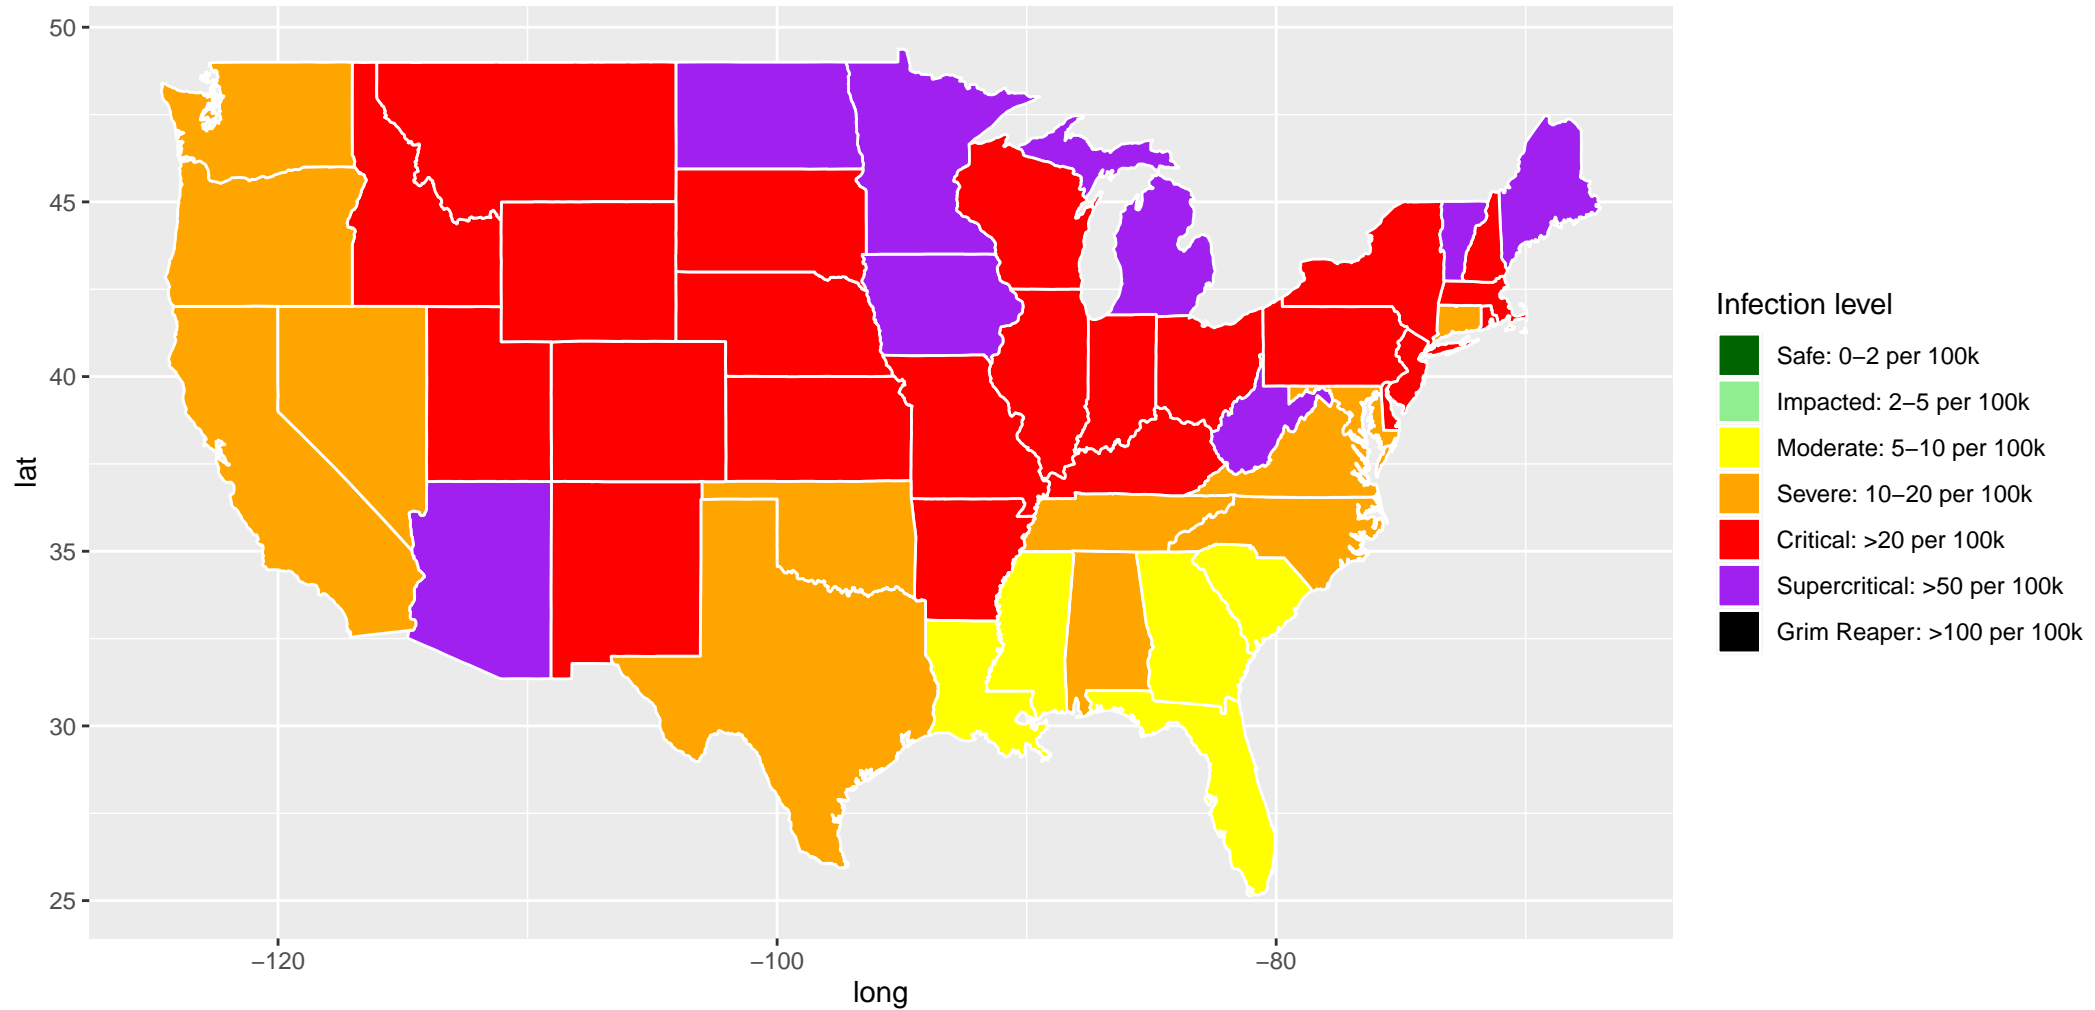 50
45
40
35
30
25
lat
−120
−100
−80
long
Infection level
Safe: 0−2 per 100k
Impacted: 2−5 per 100k
Moderate: 5−10 per 100k
Severe: 10−20 per 100k
Critical: >20 per 100k
Supercritical: >50 per 100k
Grim Reaper: >100 per 100k